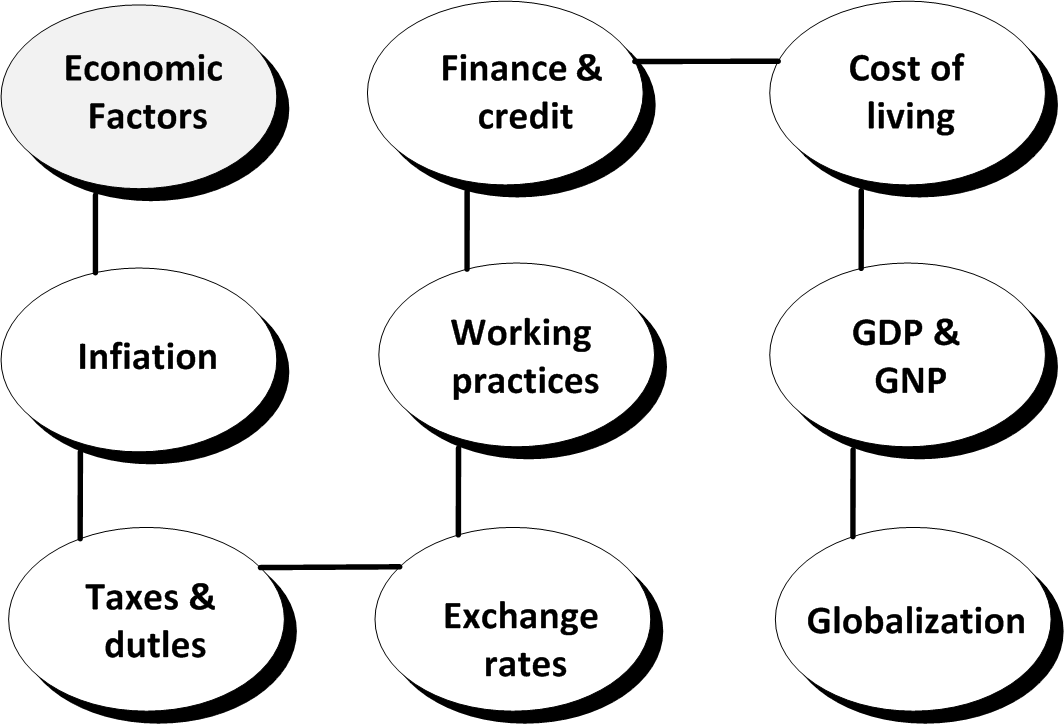 Economic
Factors
Finance &
credit
Cost of
living
Infiation
Working
practices
GDP &
GNP
Taxes &
dutles
Exchange
rates
Globalization